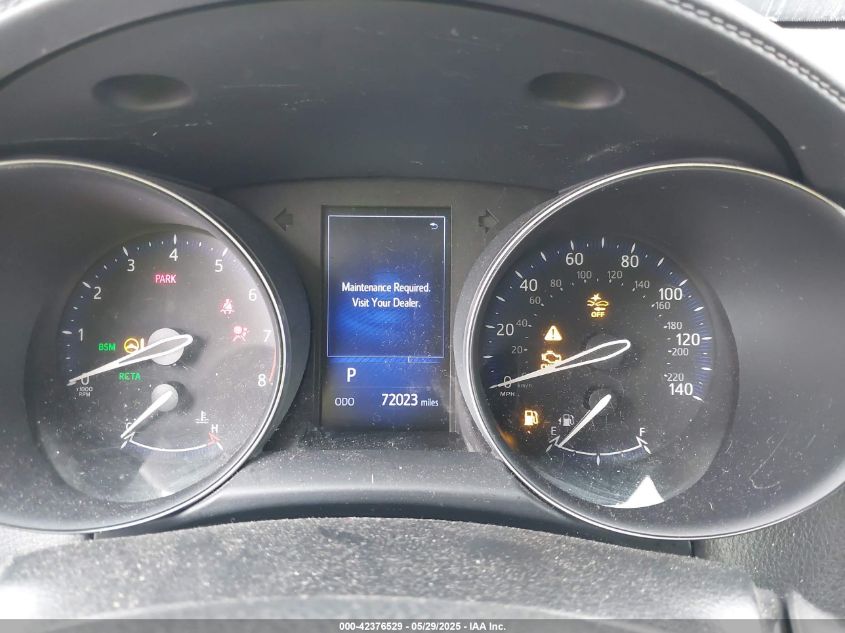 Maintenance Required.
Visit Your Dealer.
P
ODO 72023 miles
0 1 2 3 4 5 6 7 8
x1000
RPM
PARK
BSM
RCTA
C H
0 20 40 60 80 100 120 140
20 40 60 80 100 120 140 160 180 200 220
MPH
km/h
OFF
E F
000-42376529 - 05/29/2025 - IAA Inc.